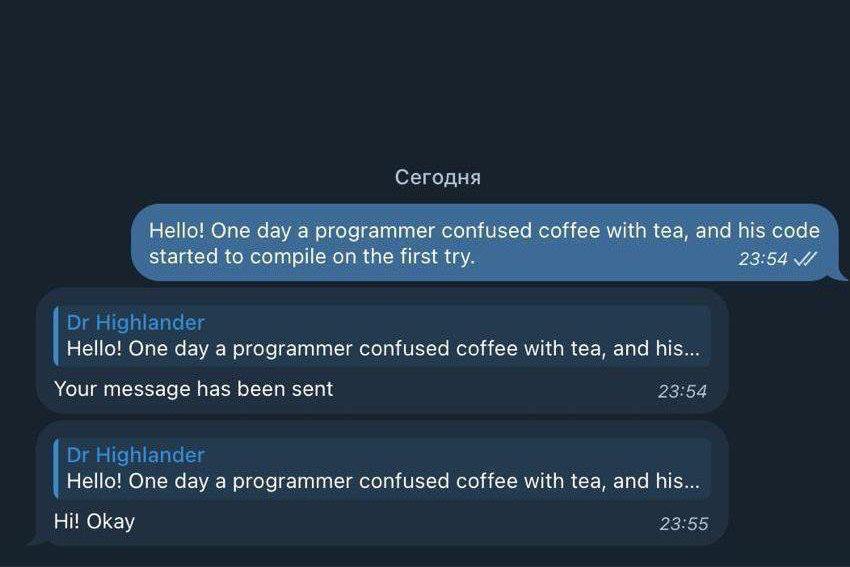 Сегодня
Hello! One day a programmer confused coffee with tea, and his code
started to compile on the first try.
23:54
Dr Highlander
Hello! One day a programmer confused coffee with tea, and his...
Your message has been sent
23:54
Dr Highlander
Hello! One day a programmer confused coffee with tea, and his...
Hi! Okay
23:55